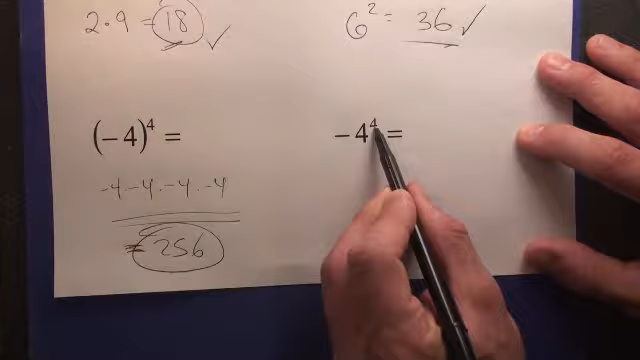 2 · 9 = 18 ✓
6² = 36 ✓
(−4)⁴ =
−4⁴ =
-4 · -4 · -4 · -4
= 256